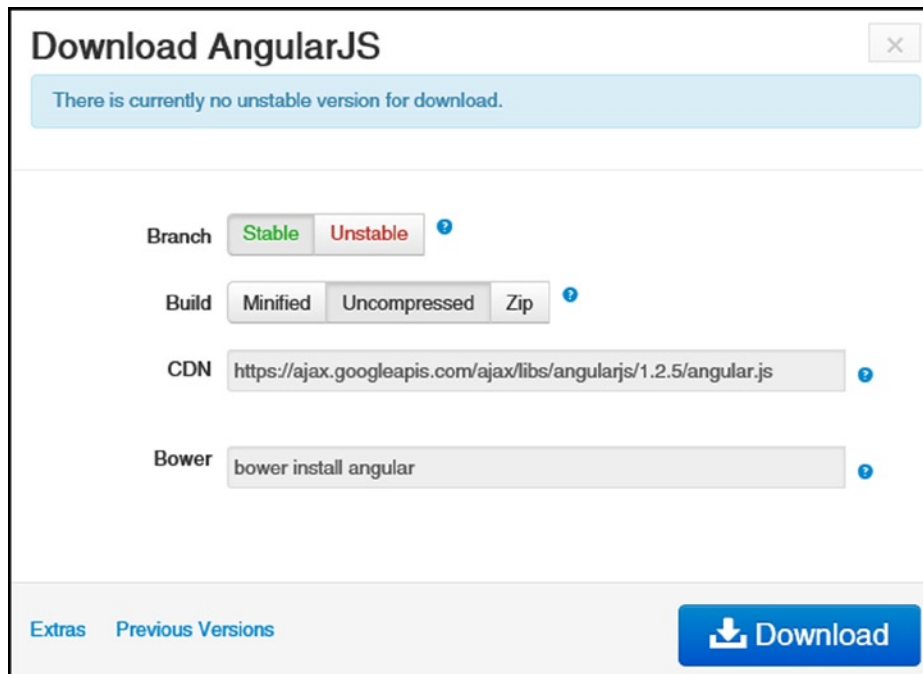 Download AngularJS
×
There is currently no unstable version for download.
Branch Stable Unstable ?
Build Minified Uncompressed Zip ?
CDN https://ajax.googleapis.com/ajax/libs/angularjs/1.2.5/angular.js ?
Bower bower install angular ?
Extras Previous Versions Download